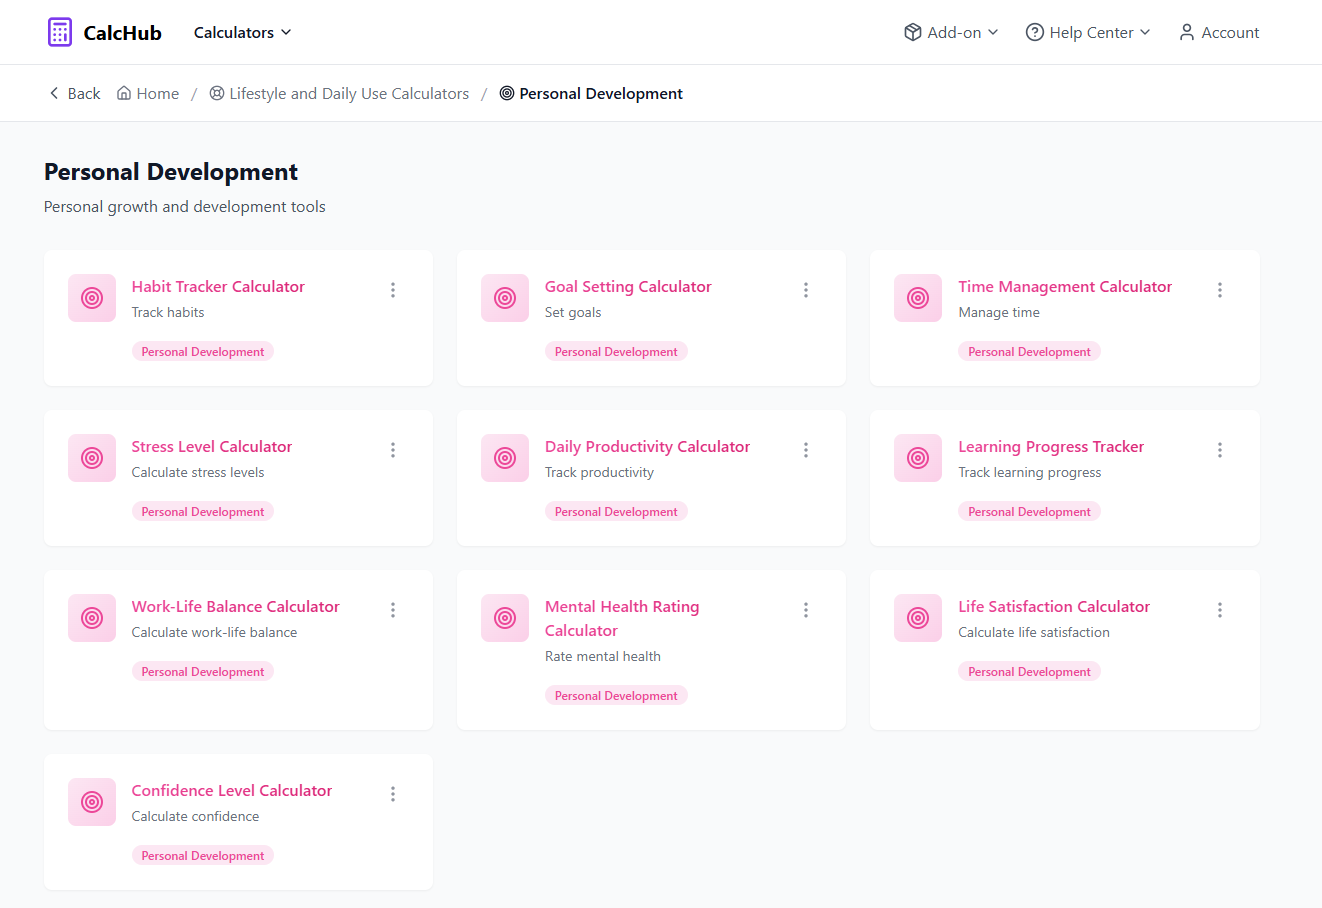 CalcHub
Calculators
Add-on
Help Center
Account
Back
Home
/
Lifestyle and Daily Use Calculators
/
Personal Development
Personal Development
Personal growth and development tools
Habit Tracker Calculator
Track habits
Personal Development
Goal Setting Calculator
Set goals
Personal Development
Time Management Calculator
Manage time
Personal Development
Stress Level Calculator
Calculate stress levels
Personal Development
Daily Productivity Calculator
Track productivity
Personal Development
Learning Progress Tracker
Track learning progress
Personal Development
Work-Life Balance Calculator
Calculate work-life balance
Personal Development
Mental Health Rating
Calculator
Rate mental health
Personal Development
Life Satisfaction Calculator
Calculate life satisfaction
Personal Development
Confidence Level Calculator
Calculate confidence
Personal Development